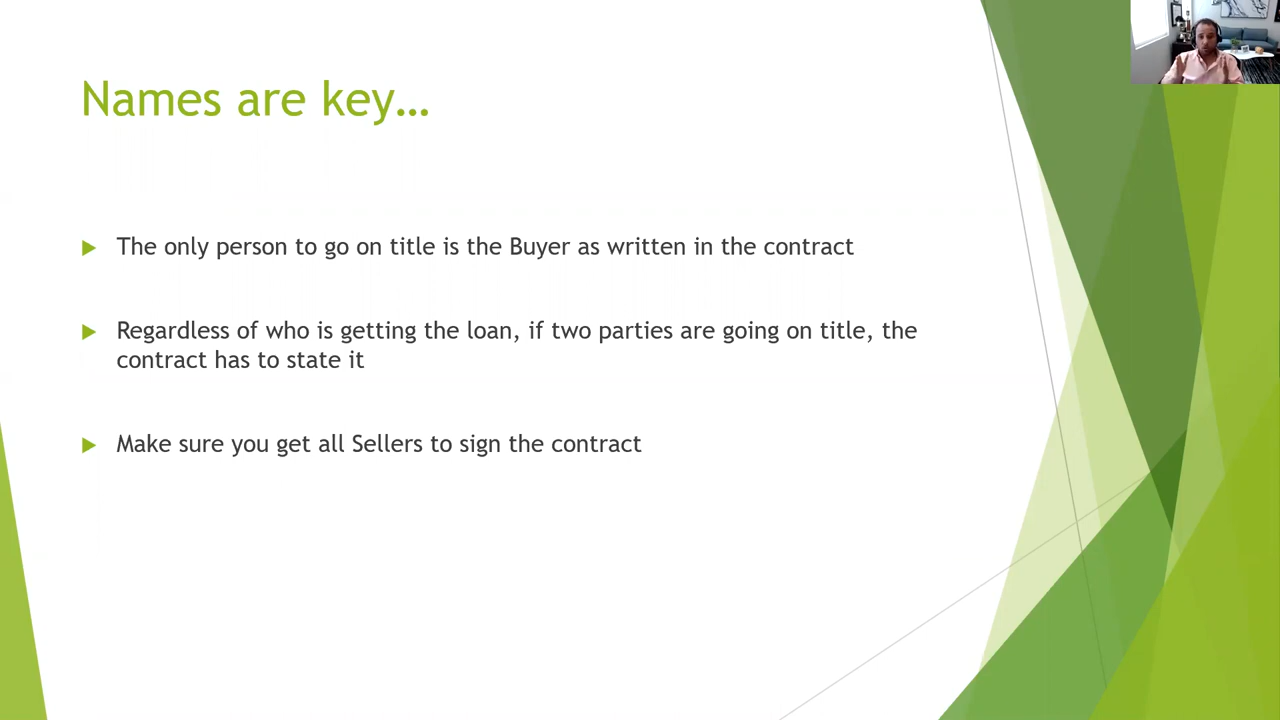 Names are key…
The only person to go on title is the Buyer as written in the contract
Regardless of who is getting the loan, if two parties are going on title, the
contract has to state it
Make sure you get all Sellers to sign the contract